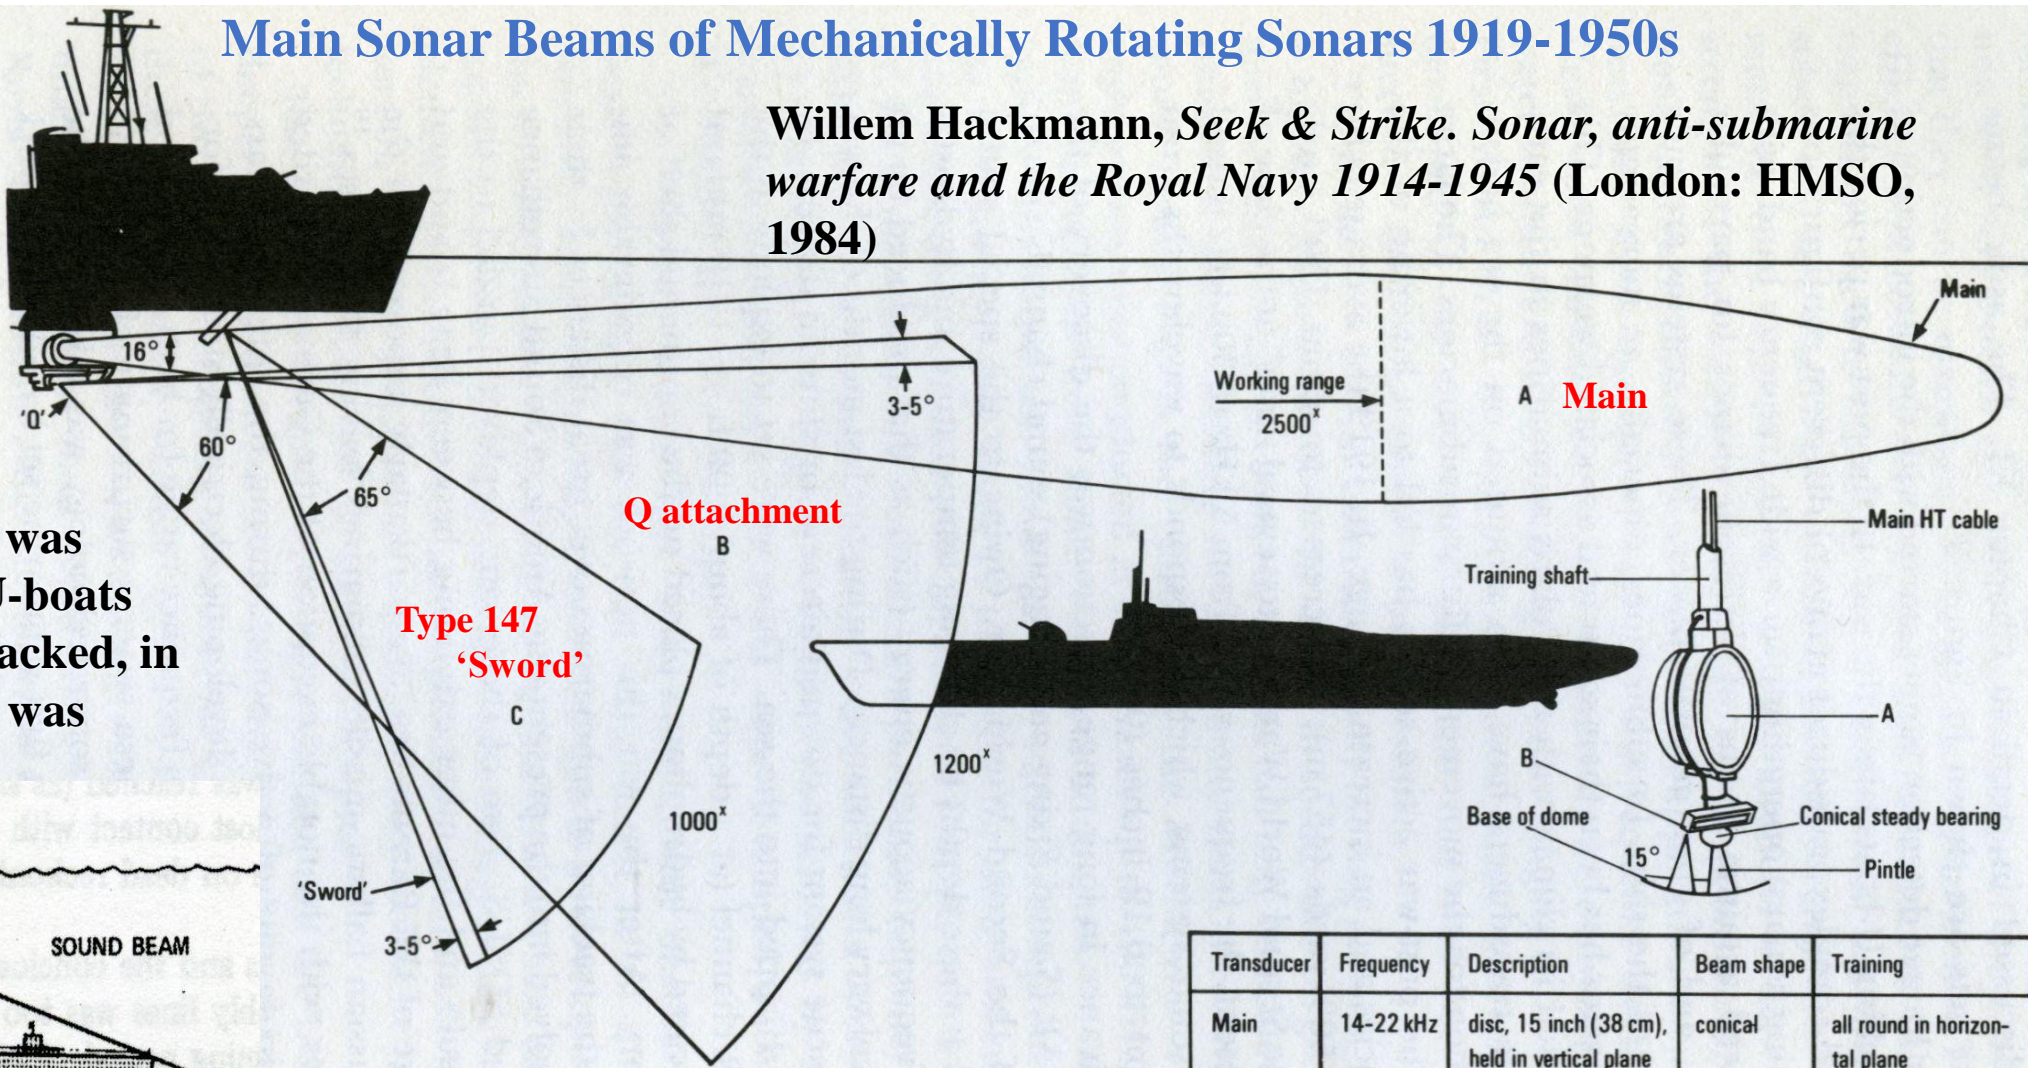 Main Sonar Beams of Mechanically Rotating Sonars 1919-1950s
Willem Hackmann, Seek & Strike. Sonar, anti-submarine
warfare and the Royal Navy 1914-1945 (London: HMSO,
1984)
Main
16°
3-5°
Working range
2500ˣ
A
Main
'Q'
60°
65°
Q attachment
B
Main HT cable
Training shaft
was
U-boats
Type 147
‘Sword’
C
acked, in
was
A
1200ˣ
B
1000ˣ
Base of dome
Conical steady bearing
15°
Pintle
'Sword'
3-5°
SOUND BEAM
Transducer Frequency Description Beam shape Training
Main 14-22 kHz disc, 15 inch (38 cm), conical all round in horizon-
held in vertical plane tal plane